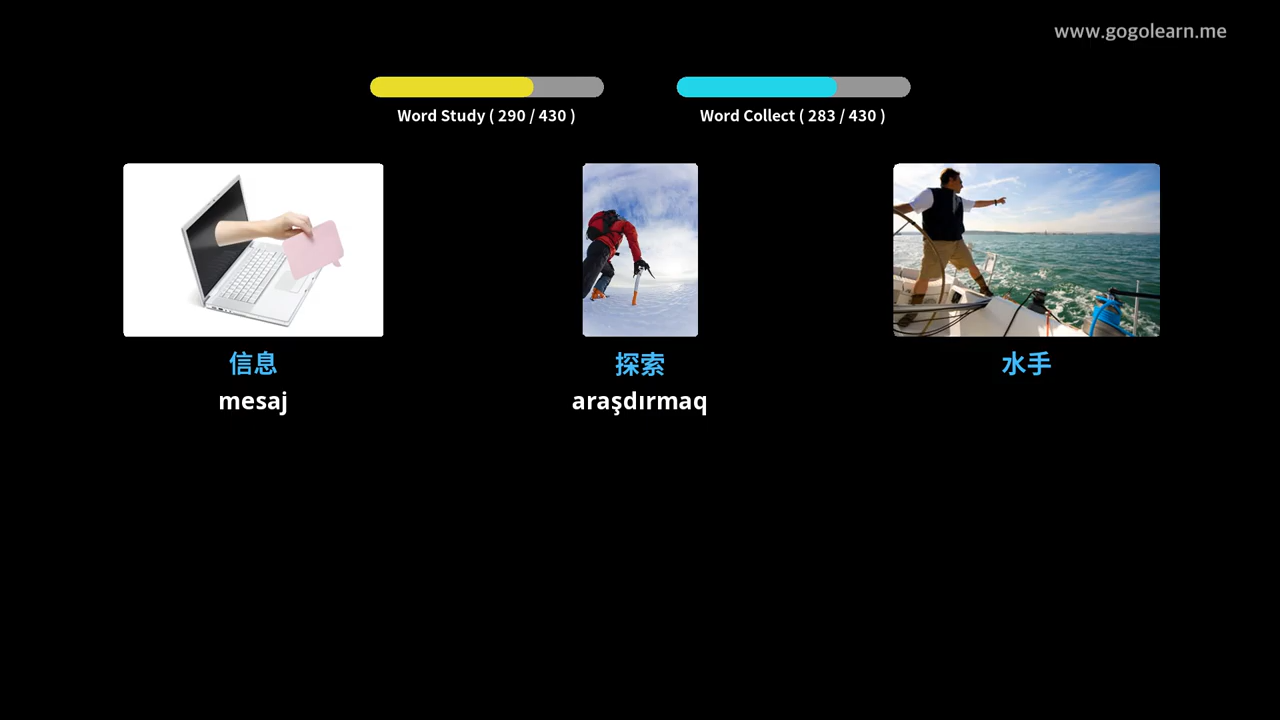 www.gogolearn.me
Word Study ( 290 / 430 )
Word Collect ( 283 / 430 )
信息
探索
水手
mesaj
araşdırmaq